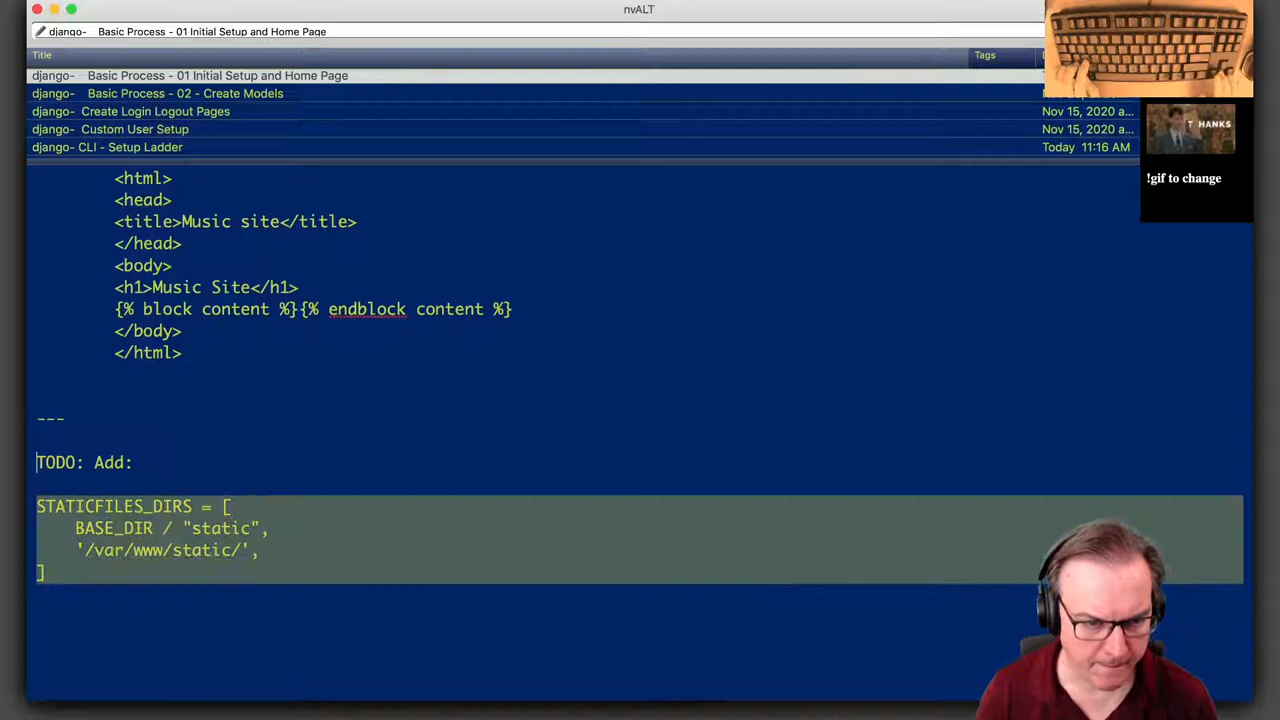 nvALT
django-   Basic Process - 01 Initial Setup and Home Page
Title
Tags
django-   Basic Process - 01 Initial Setup and Home Page
django-   Basic Process - 02 - Create Models
django-  Create Login Logout Pages
Nov 15, 2020 a...
django-  Custom User Setup
Nov 15, 2020 a...
django- CLI - Setup Ladder
Today  11:16 AM
T HANKS
!gif to change
<html>
<head>
<title>Music site</title>
</head>
<body>
<h1>Music Site</h1>
{% block content %}{% endblock content %}
</body>
</html>
---
TODO: Add:
STATICFILES_DIRS = [
BASE_DIR / "static",
'/var/www/static/',
]